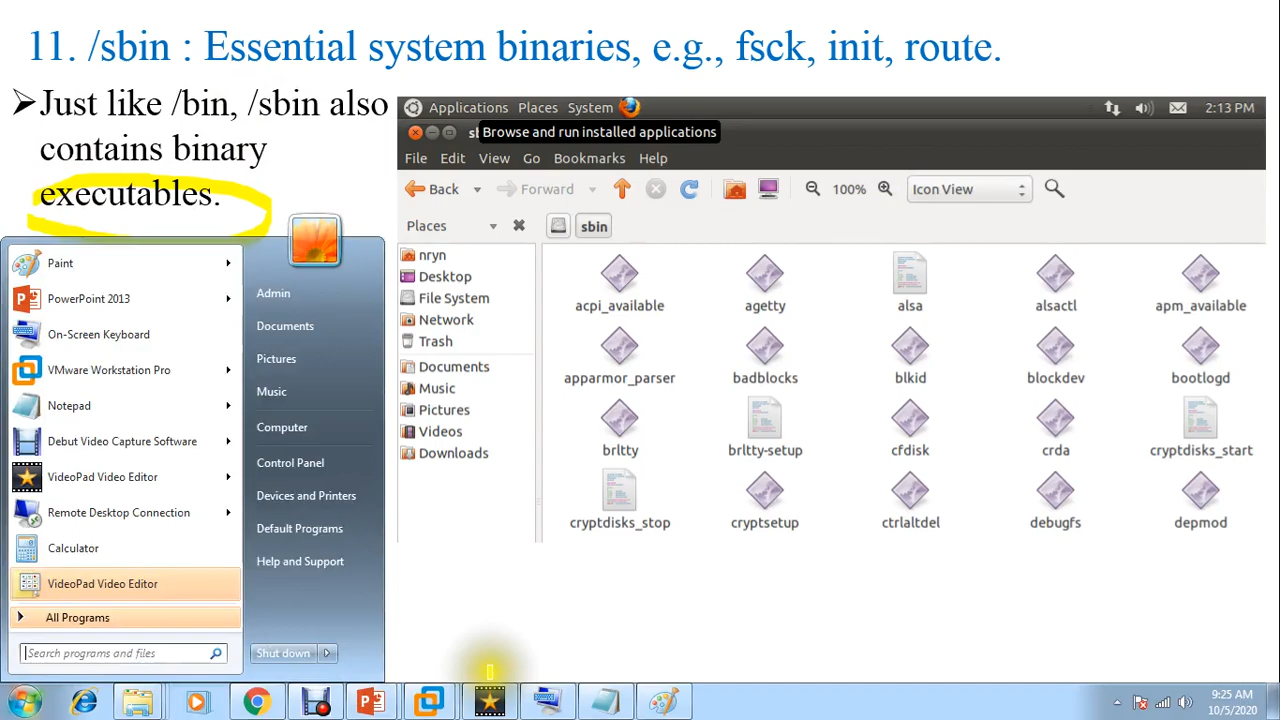 11. /sbin : Essential system binaries, e.g., fsck, init, route.
➢Just like /bin, /sbin also
contains binary
executables.
Applications Places System 2:13 PM
sb
Browse and run installed applications
File Edit View Go Bookmarks Help
Back Forward 100% Icon View
Places sbin
nryn
Desktop
File System
Network
Trash
Documents
Music
Pictures
Videos
Downloads
acpi_available agetty alsa alsactl apm_available
apparmor_parser badblocks blkid blockdev bootlogd
brltty brltty-setup cfdisk crda cryptdisks_start
cryptdisks_stop cryptsetup ctrlaltdel debugfs depmod
Paint
PowerPoint 2013
On-Screen Keyboard
VMware Workstation Pro
Notepad
Debut Video Capture Software
VideoPad Video Editor
Remote Desktop Connection
Calculator
VideoPad Video Editor
All Programs
Search programs and files
Admin
Documents
Pictures
Music
Computer
Control Panel
Devices and Printers
Default Programs
Help and Support
Shut down
9:25 AM
10/5/2020